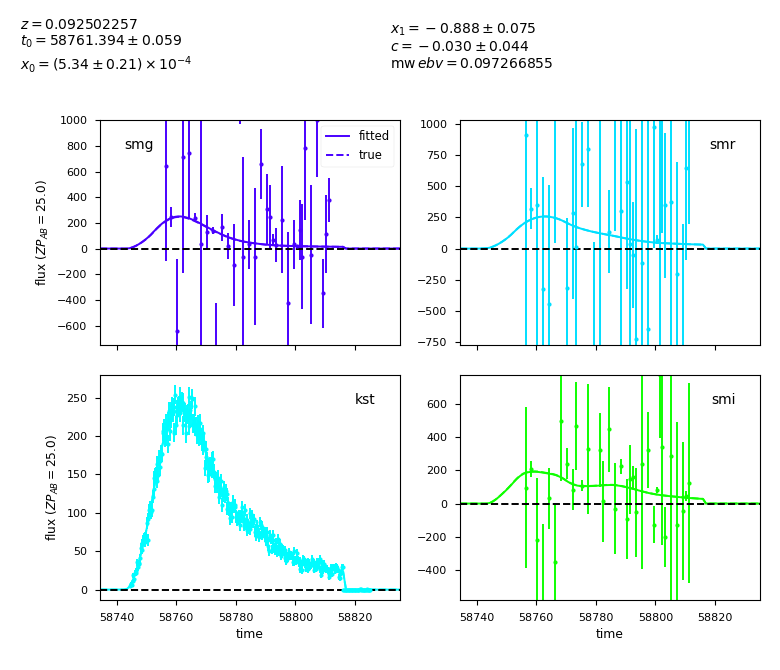 z = 0.092502257
t₀ = 58761.394 ± 0.059
x₀ = (5.34 ± 0.21) × 10⁻⁴
x₁ = −0.888 ± 0.075
c = −0.030 ± 0.044
mw ebv = 0.097266855
1000
800
600
400
200
0
−200
−400
−600
flux (ZP_AB = 25.0)
smg
fitted
true
1000
750
500
250
0
−250
−500
−750
smr
250
200
150
100
50
0
flux (ZP_AB = 25.0)
kst
58740 58760 58780 58800 58820
time
600
400
200
0
−200
−400
smi
58740 58760 58780 58800 58820
time